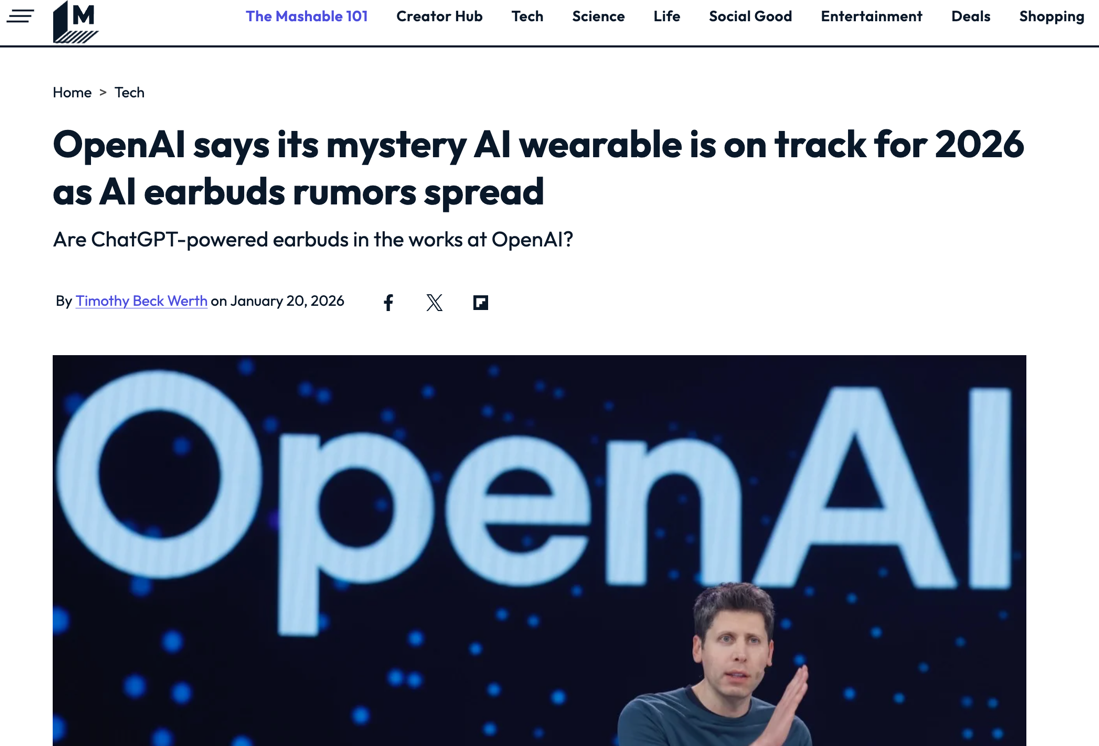 M
The Mashable 101 Creator Hub Tech Science Life Social Good Entertainment Deals Shopping
Home > Tech
OpenAI says its mystery AI wearable is on track for 2026
as AI earbuds rumors spread
Are ChatGPT-powered earbuds in the works at OpenAI?
By Timothy Beck Werth on January 20, 2026
OpenAI